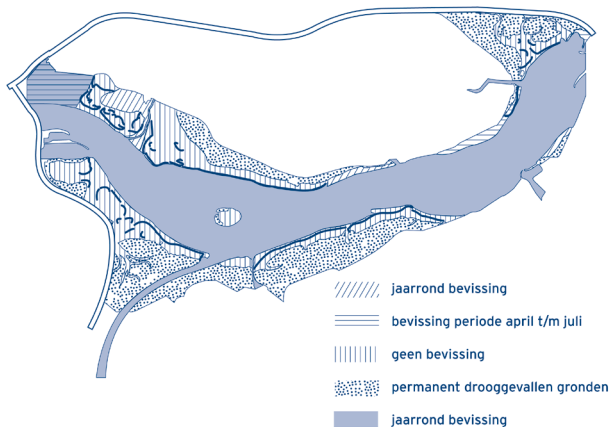 jaarrond bevissing
bevissing periode april t/m juli
geen bevissing
permanent drooggevallen gronden
jaarrond bevissing